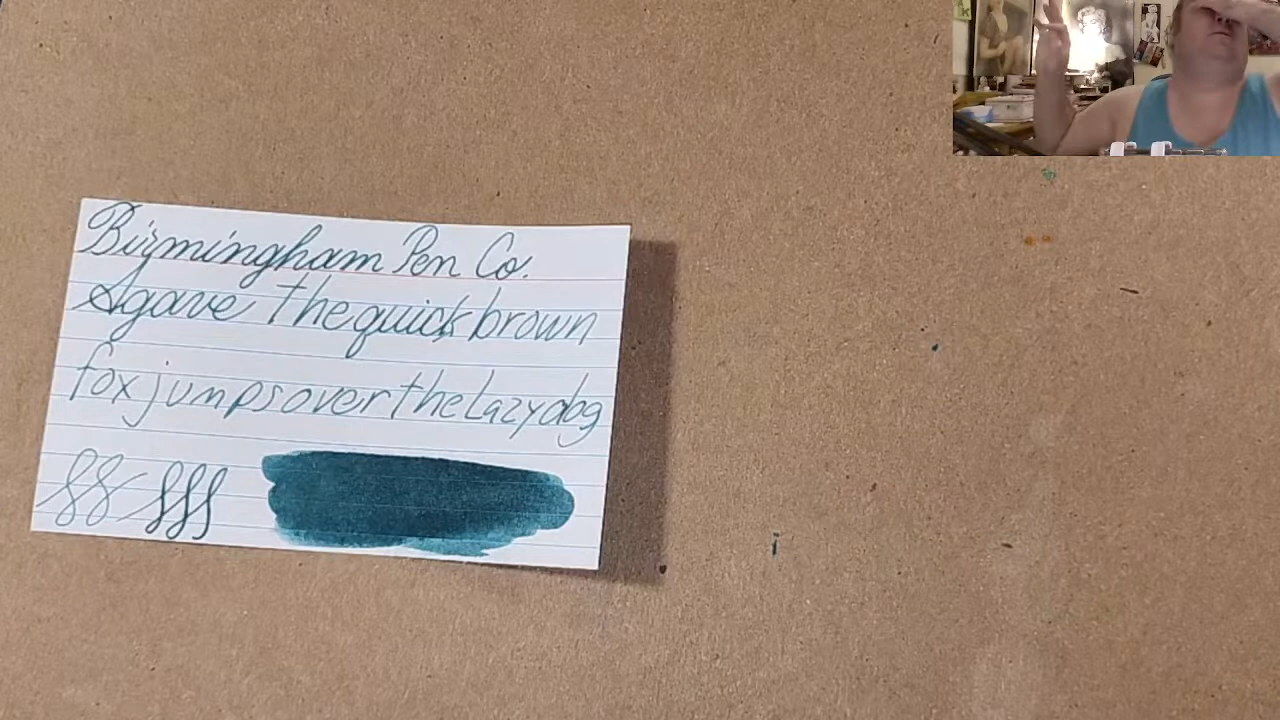 Birmingham Pen Co.
Agave The quick brown
fox jumps over the Lazy dog